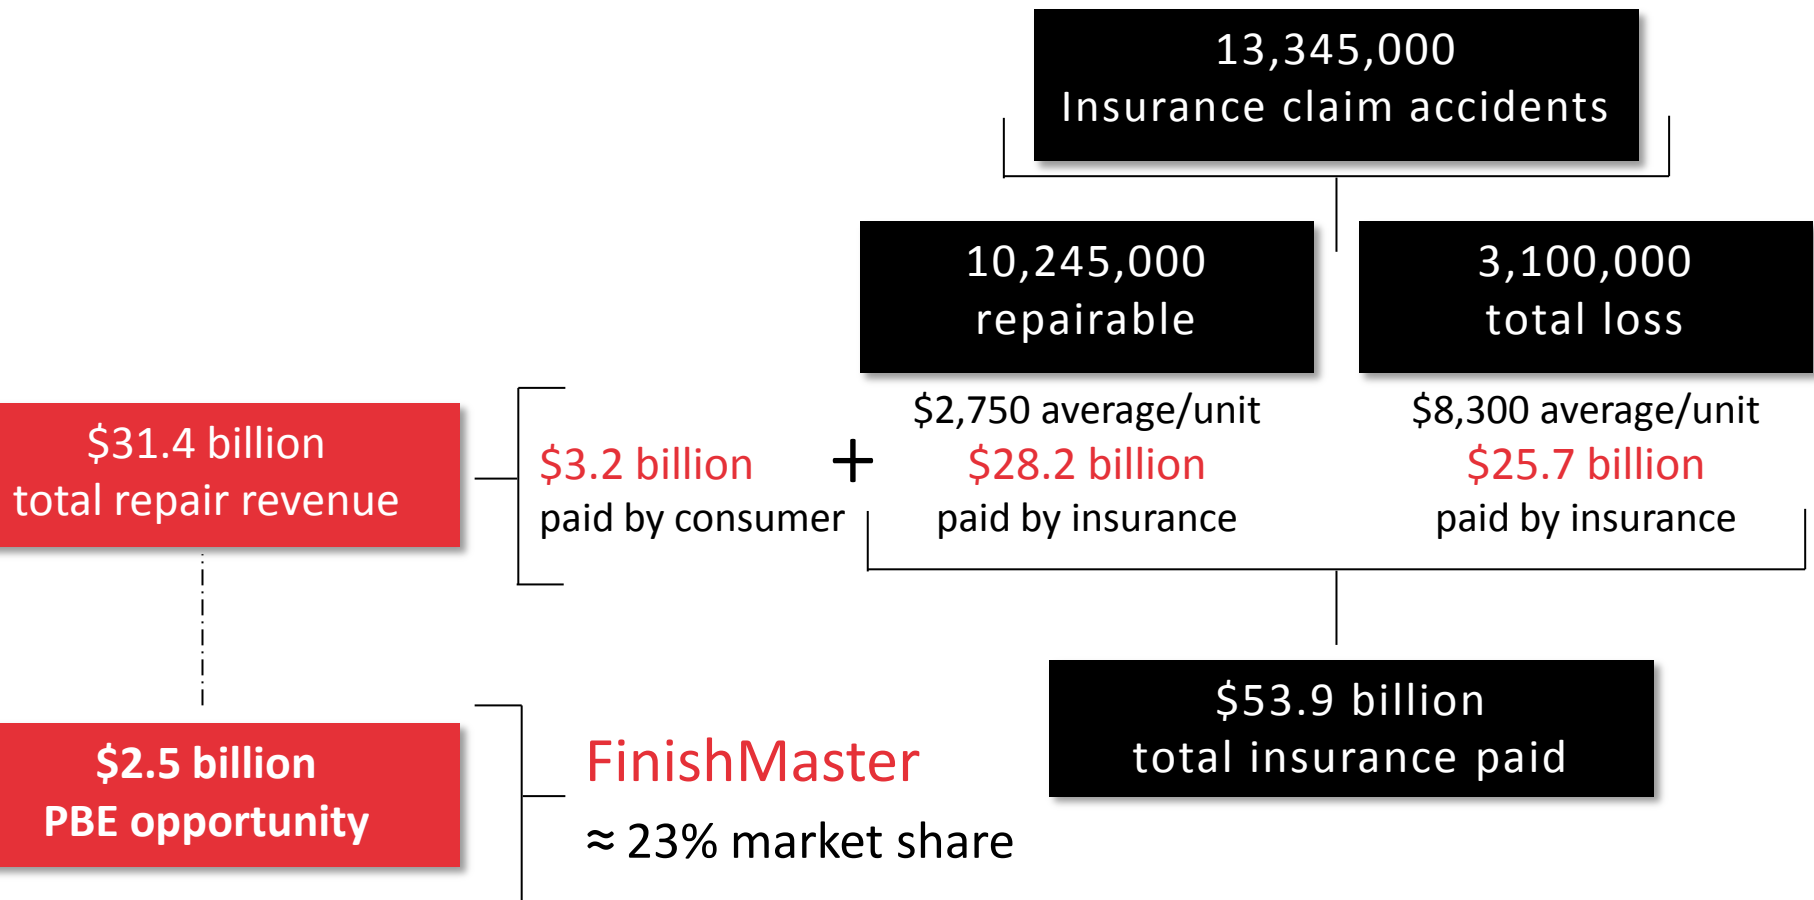 13,345,000
Insurance claim accidents
10,245,000
repairable
3,100,000
total loss
$2,750 average/unit
$28.2 billion
paid by insurance
$8,300 average/unit
$25.7 billion
paid by insurance
$3.2 billion
paid by consumer
+
$31.4 billion
total repair revenue
$53.9 billion
total insurance paid
$2.5 billion
PBE opportunity
FinishMaster
≈ 23% market share